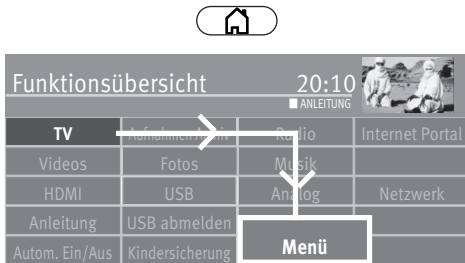 Funktionsübersicht 20:10
ANLEITUNG
TV Aufnahmen Archiv Radio Internet Portal
Videos Fotos Musik
HDMI USB Analog Netzwerk
Anleitung USB abmelden
Autom. Ein/Aus Kindersicherung Menü